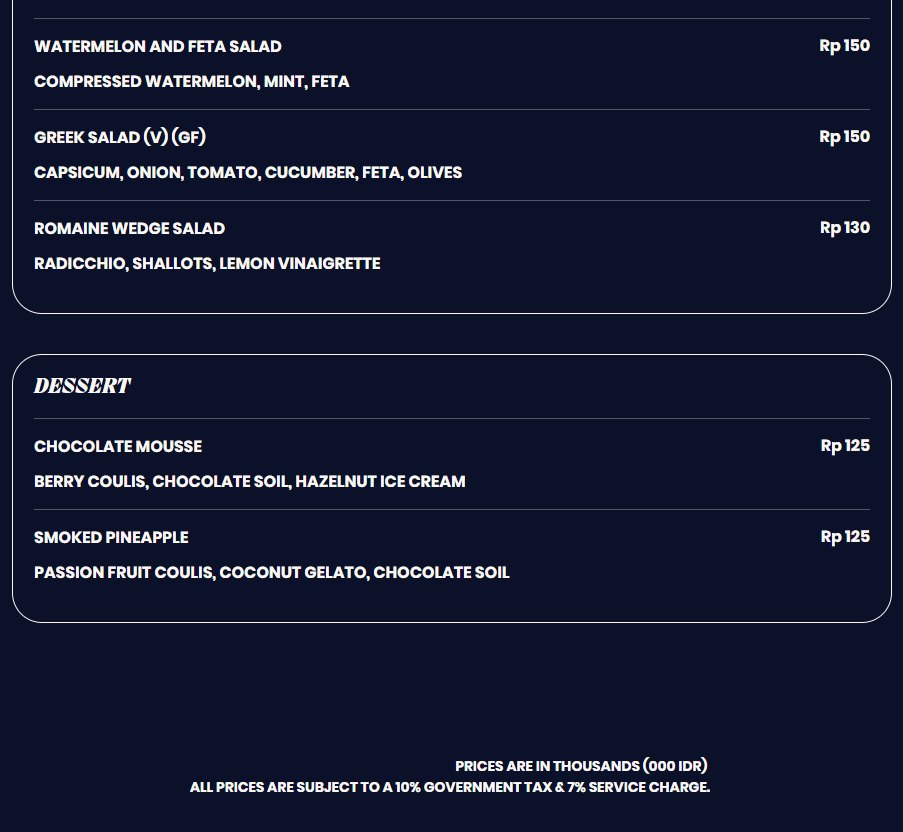 WATERMELON AND FETA SALAD Rp 150
COMPRESSED WATERMELON, MINT, FETA
GREEK SALAD (V) (GF) Rp 150
CAPSICUM, ONION, TOMATO, CUCUMBER, FETA, OLIVES
ROMAINE WEDGE SALAD Rp 130
RADICCHIO, SHALLOTS, LEMON VINAIGRETTE
DESSERT
CHOCOLATE MOUSSE Rp 125
BERRY COULIS, CHOCOLATE SOIL, HAZELNUT ICE CREAM
SMOKED PINEAPPLE Rp 125
PASSION FRUIT COULIS, COCONUT GELATO, CHOCOLATE SOIL
PRICES ARE IN THOUSANDS (000 IDR)
ALL PRICES ARE SUBJECT TO A 10% GOVERNMENT TAX & 7% SERVICE CHARGE.